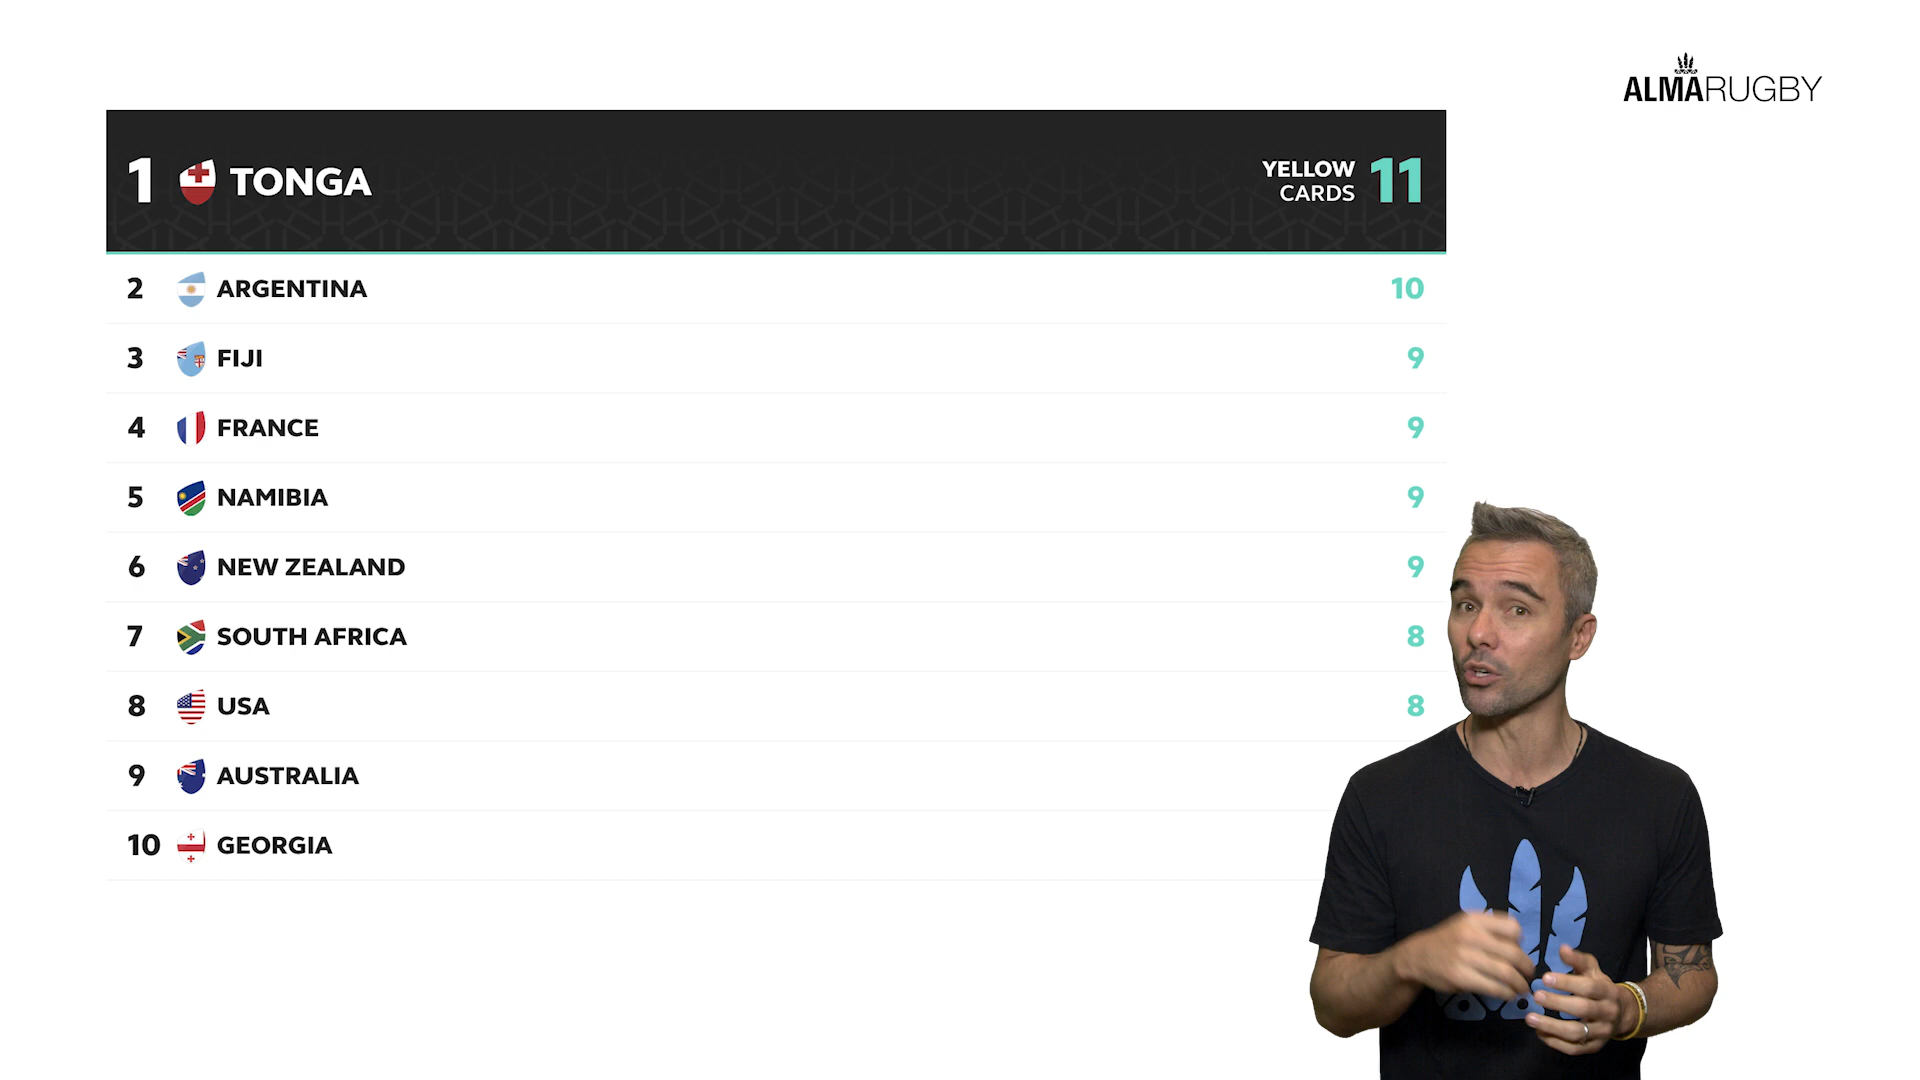 ALMARUGBY
1 TONGA YELLOW CARDS 11
2 ARGENTINA 10
3 FIJI 9
4 FRANCE 9
5 NAMIBIA 9
6 NEW ZEALAND 9
7 SOUTH AFRICA 8
8 USA 8
9 AUSTRALIA
10 GEORGIA